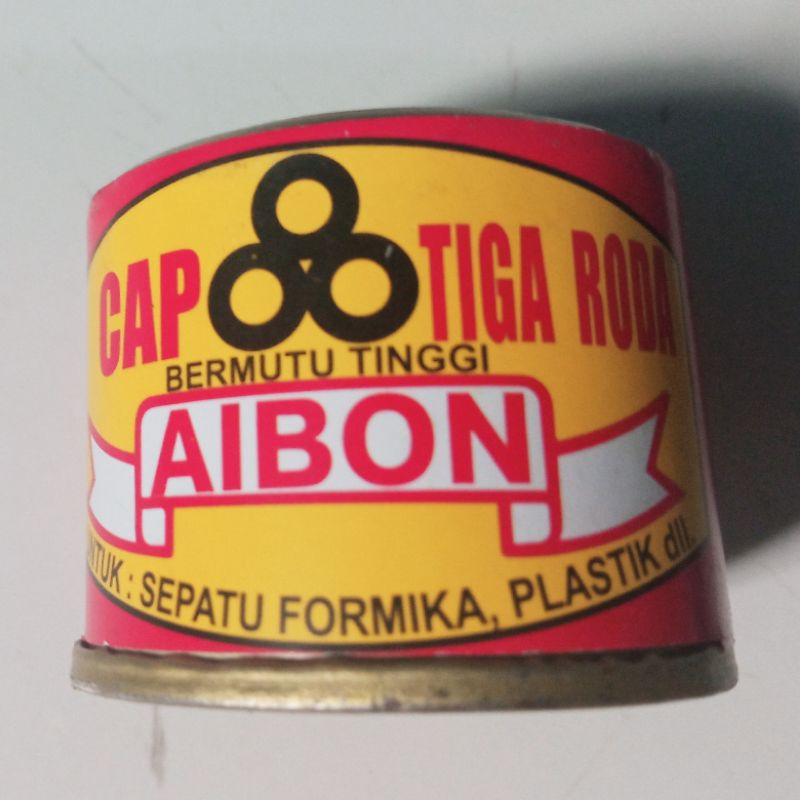 CAP TIGA RODA
BERMUTU TINGGI
AIBON
UNTUK : SEPATU FORMIKA, PLASTIK dll.